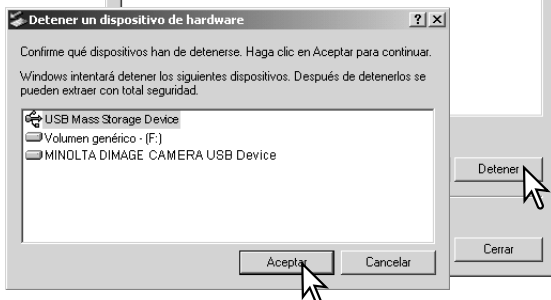 Detener un dispositivo de hardware
Confirme qué dispositivos han de detenerse. Haga clic en Aceptar para continuar.
Windows intentará detener los siguientes dispositivos. Después de detenerlos se
pueden extraer con total seguridad.
USB Mass Storage Device
Volumen genérico - (F:)
MINOLTA DIMAGE CAMERA USB Device
Detener
Aceptar
Cancelar
Cerrar